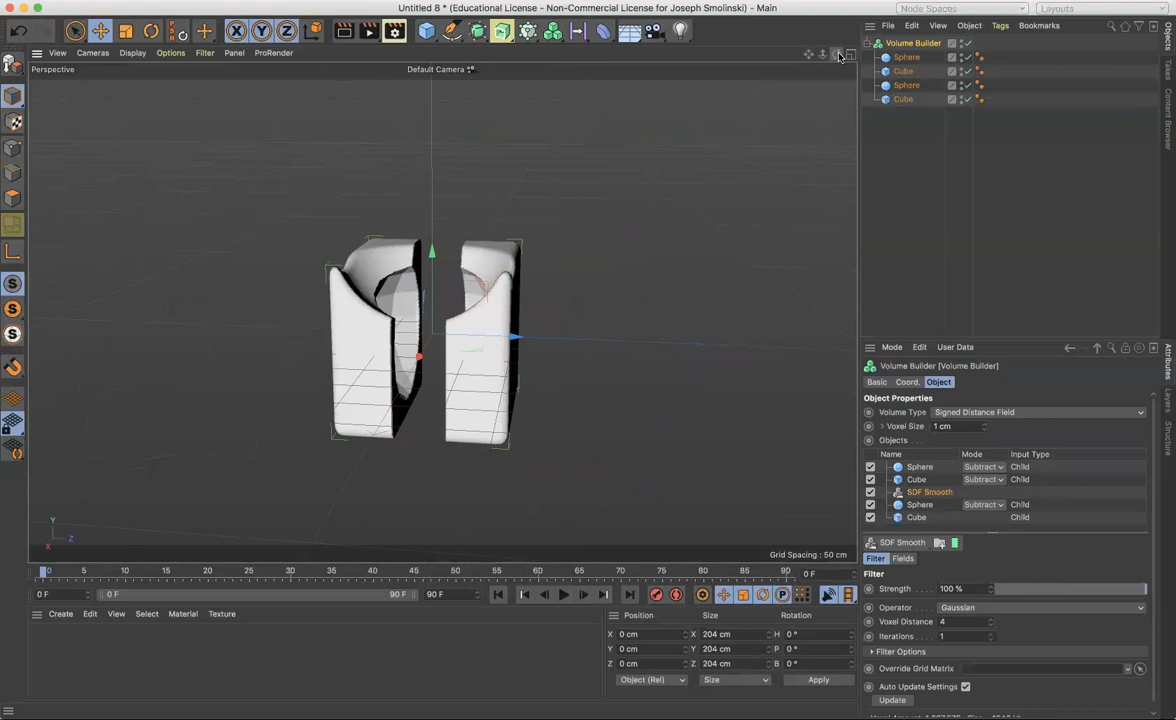 Untitled 8 * (Educational License - Non-Commercial License for Joseph Smolinski) - Main
File Edit View Object Tags Bookmarks
Node Spaces Layouts
View Cameras Display Options Filter Panel ProRender
Perspective
Default Camera
X Y Z
Volume Builder
Sphere
Cube
Sphere
Cube
Objects
Takes
Content Browser
Mode Edit User Data
Volume Builder [Volume Builder]
Basic Coord. Object
Object Properties
Volume Type Signed Distance Field
Voxel Size 1 cm
Objects . . .
Name Mode Input Type
Sphere Subtract Child
Cube Subtract Child
SDF Smooth
Sphere Subtract Child
Cube Child
SDF Smooth
Filter Fields
Filter
Strength 100 %
Operator Gaussian
Voxel Distance 4
Iterations 1
Filter Options
Override Grid Matrix
Auto Update Settings
Update
Attributes
Layers
Structure
Y
Z
X
Grid Spacing : 50 cm
0 5 10 15 20 25 30 35 40 45 50 55 60 65 70 75 80 85 90
0 F
0 F 0 F 90 F 90 F
Create Edit View Select Material Texture
Position Size Rotation
X 0 cm X 204 cm H 0 °
Y 0 cm Y 204 cm P 0 °
Z 0 cm Z 204 cm B 0 °
Object (Rel) Size Apply